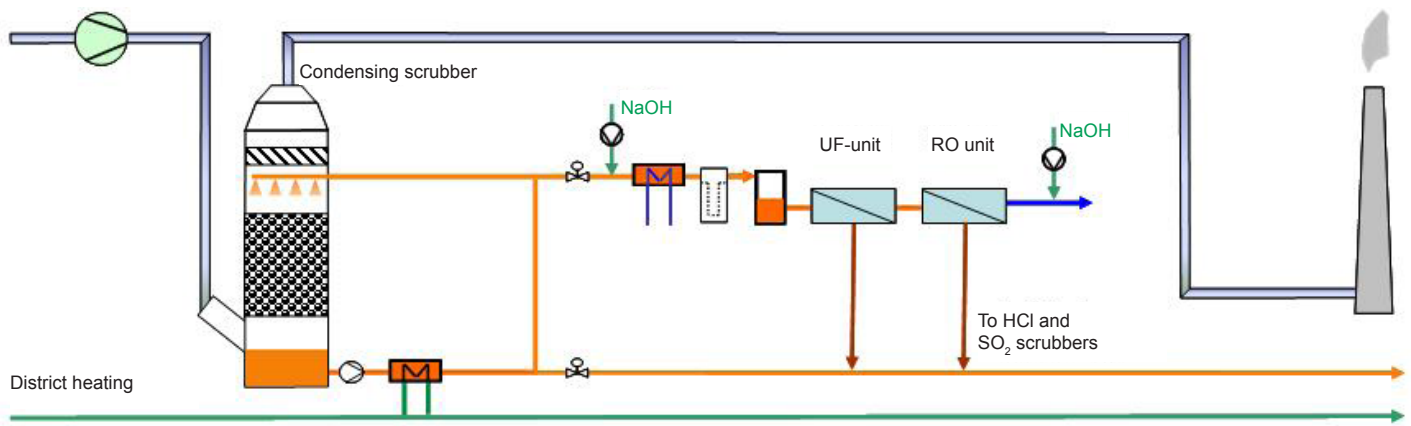 Condensing scrubber
NaOH
UF-unit
RO unit
NaOH
To HCl and
SO₂ scrubbers
District heating